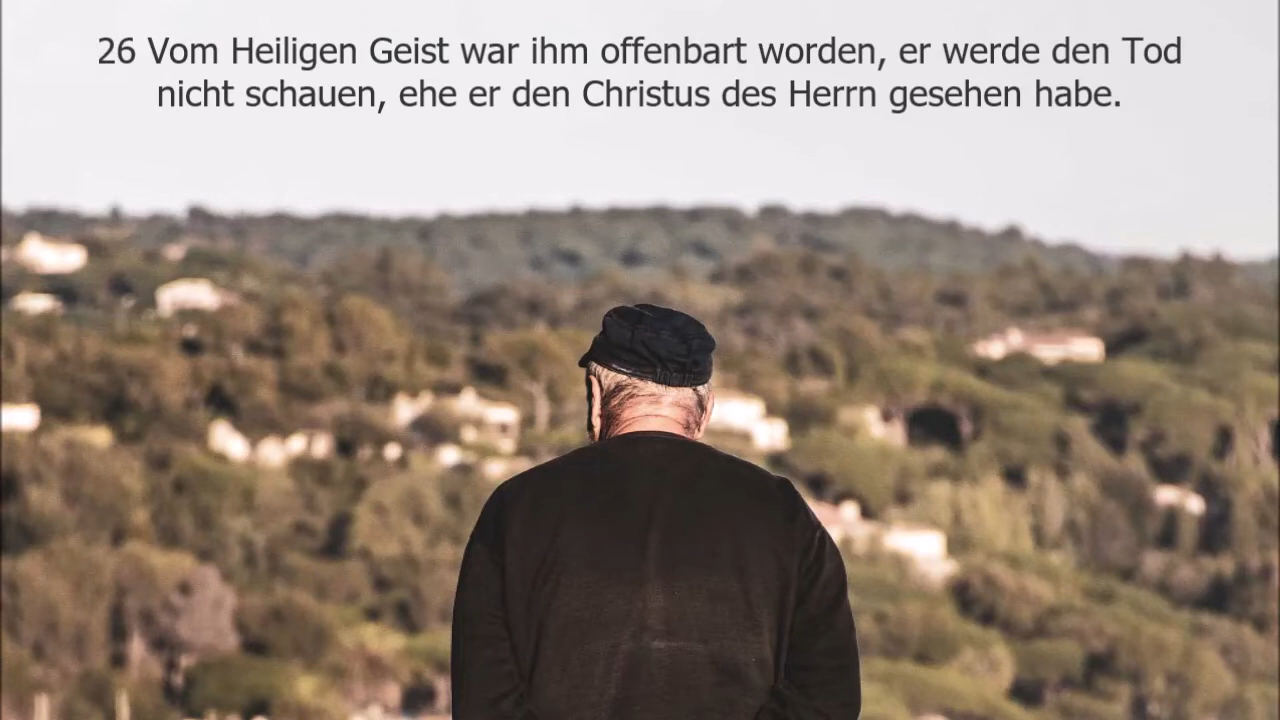 26 Vom Heiligen Geist war ihm offenbart worden, er werde den Tod
nicht schauen, ehe er den Christus des Herrn gesehen habe.